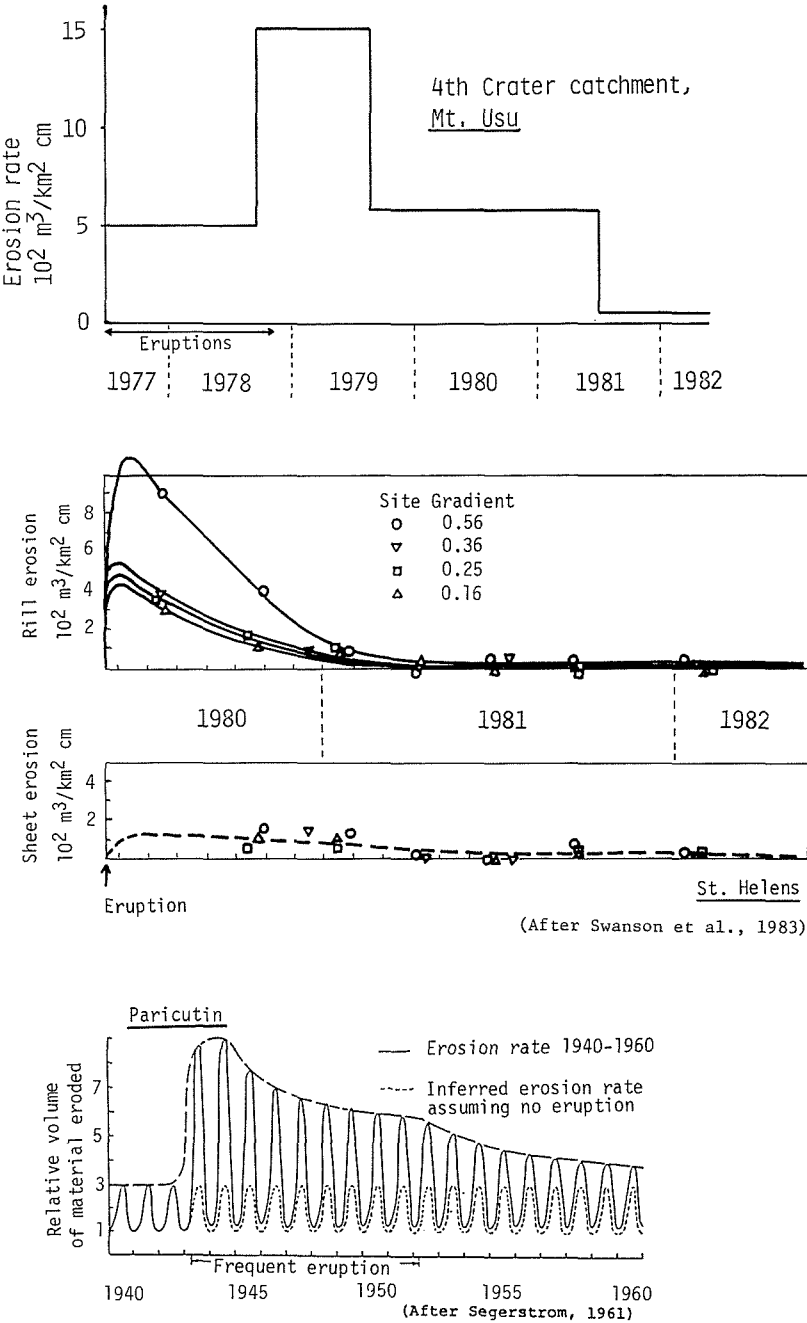 15
10
5
0
Erosion rate
10² m³/km² cm
4th Crater catchment,
Mt. Usu
Eruptions
1977 1978 1979 1980 1981 1982
Rill erosion
10² m³/km² cm
8
6
4
2
Site Gradient
0.56
0.36
0.25
0.16
1980 1981 1982
Sheet erosion
10² m³/km² cm
4
2
Eruption
St. Helens
(After Swanson et al., 1983)
Paricutin
Relative volume
of material eroded
7
5
3
1
Erosion rate 1940-1960
Inferred erosion rate
assuming no eruption
Frequent eruption
1940 1945 1950 1955 1960
(After Segerstrom, 1961)